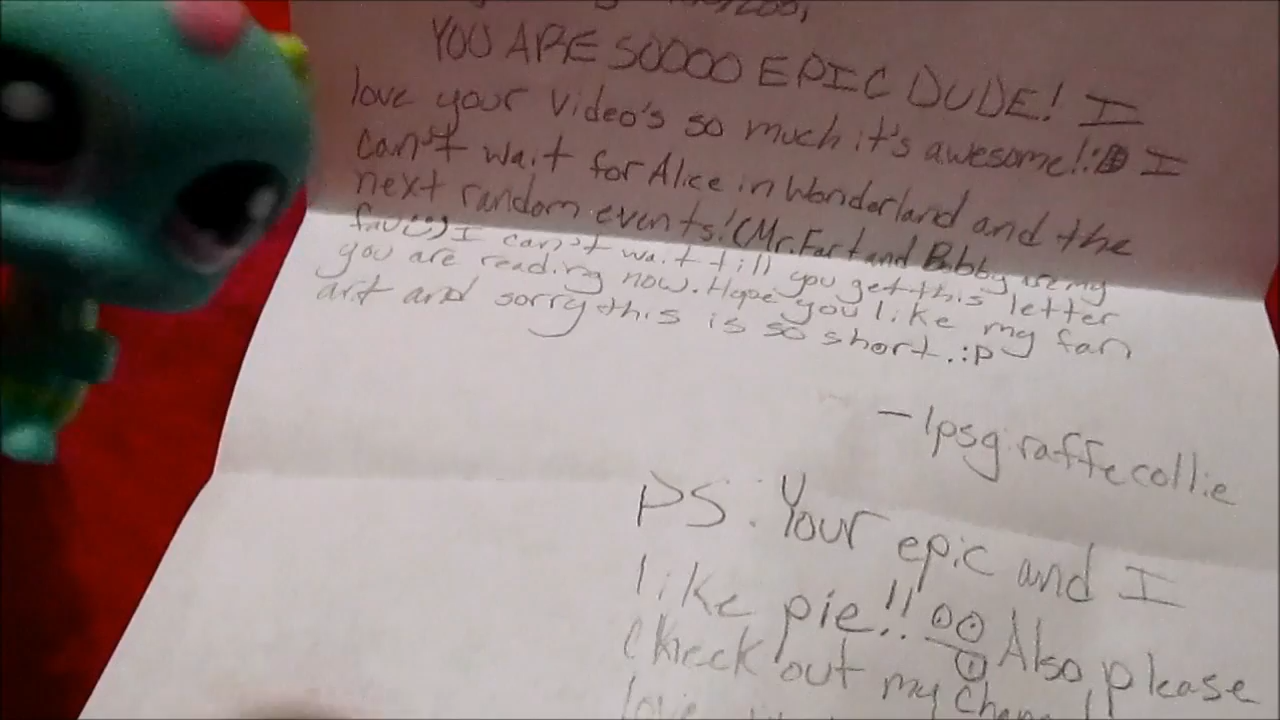 YOU ARE SOOOO EPIC DUDE! I
love your video's so much it's awesome!:D I
can't wait for Alice in Wonderland and the
next random events!(Mr.Fart and Bobby are my
favs) I can't wait till you get this letter
you are reading now. Hope you like my fan
art and sorry this is so short.:p
-lpsgiraffecollie
PS: Your epic and I
like pie!! Also please
check out my
love